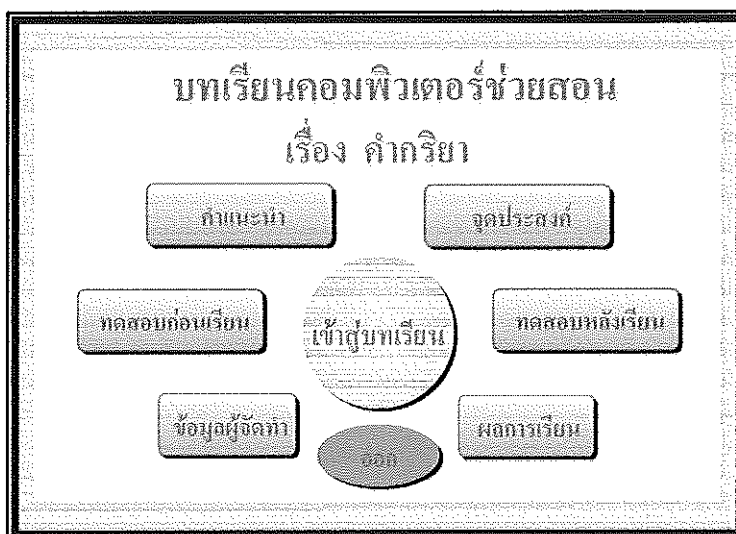 บทเรียนคอมพิวเตอร์ช่วยสอน
เรื่อง คำกริยา
คำแนะนำ
จุดประสงค์
ทดสอบก่อนเรียน
เข้าสู่บทเรียน
ทดสอบหลังเรียน
ข้อมูลผู้จัดทำ
ผลการเรียน
ออก